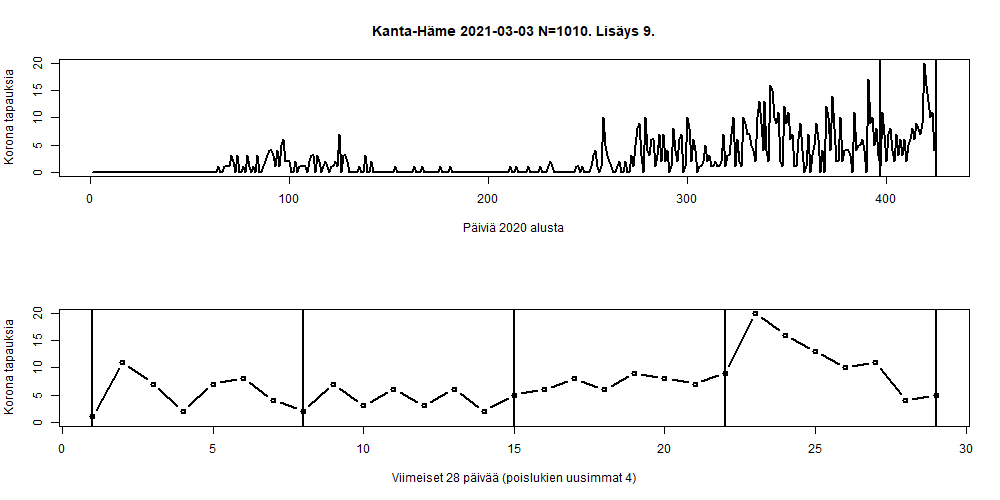 Kanta-Häme 2021-03-03 N=1010. Lisäys 9.
Korona tapauksia
20
15
10
5
0
0 100 200 300 400
Päiviä 2020 alusta
Korona tapauksia
20
15
10
5
0
0 5 10 15 20 25 30
Viimeiset 28 päivää (poislukien uusimmat 4)